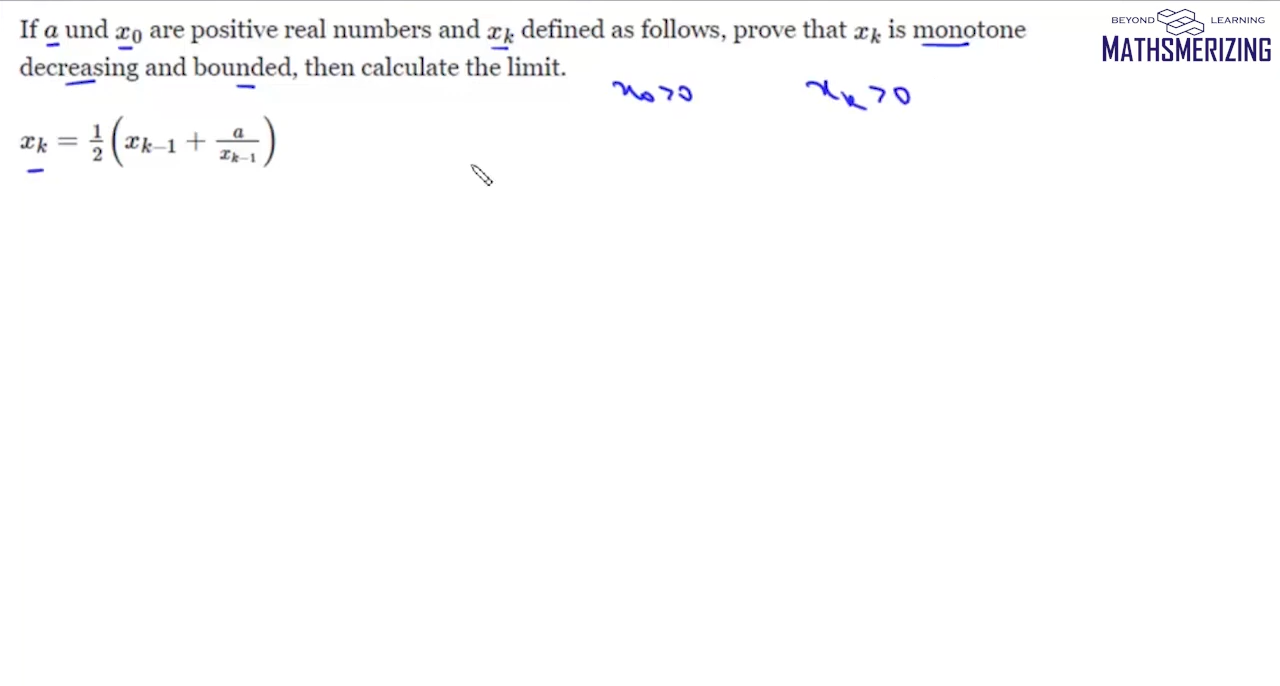 If a und x₀ are positive real numbers and xₖ defined as follows, prove that xₖ is monotone
BEYOND LEARNING
MATHSMERIZING
decreasing and bounded, then calculate the limit.
x₀>0 xₖ>0
xₖ = 1/2 (xₖ₋₁ + a/xₖ₋₁)